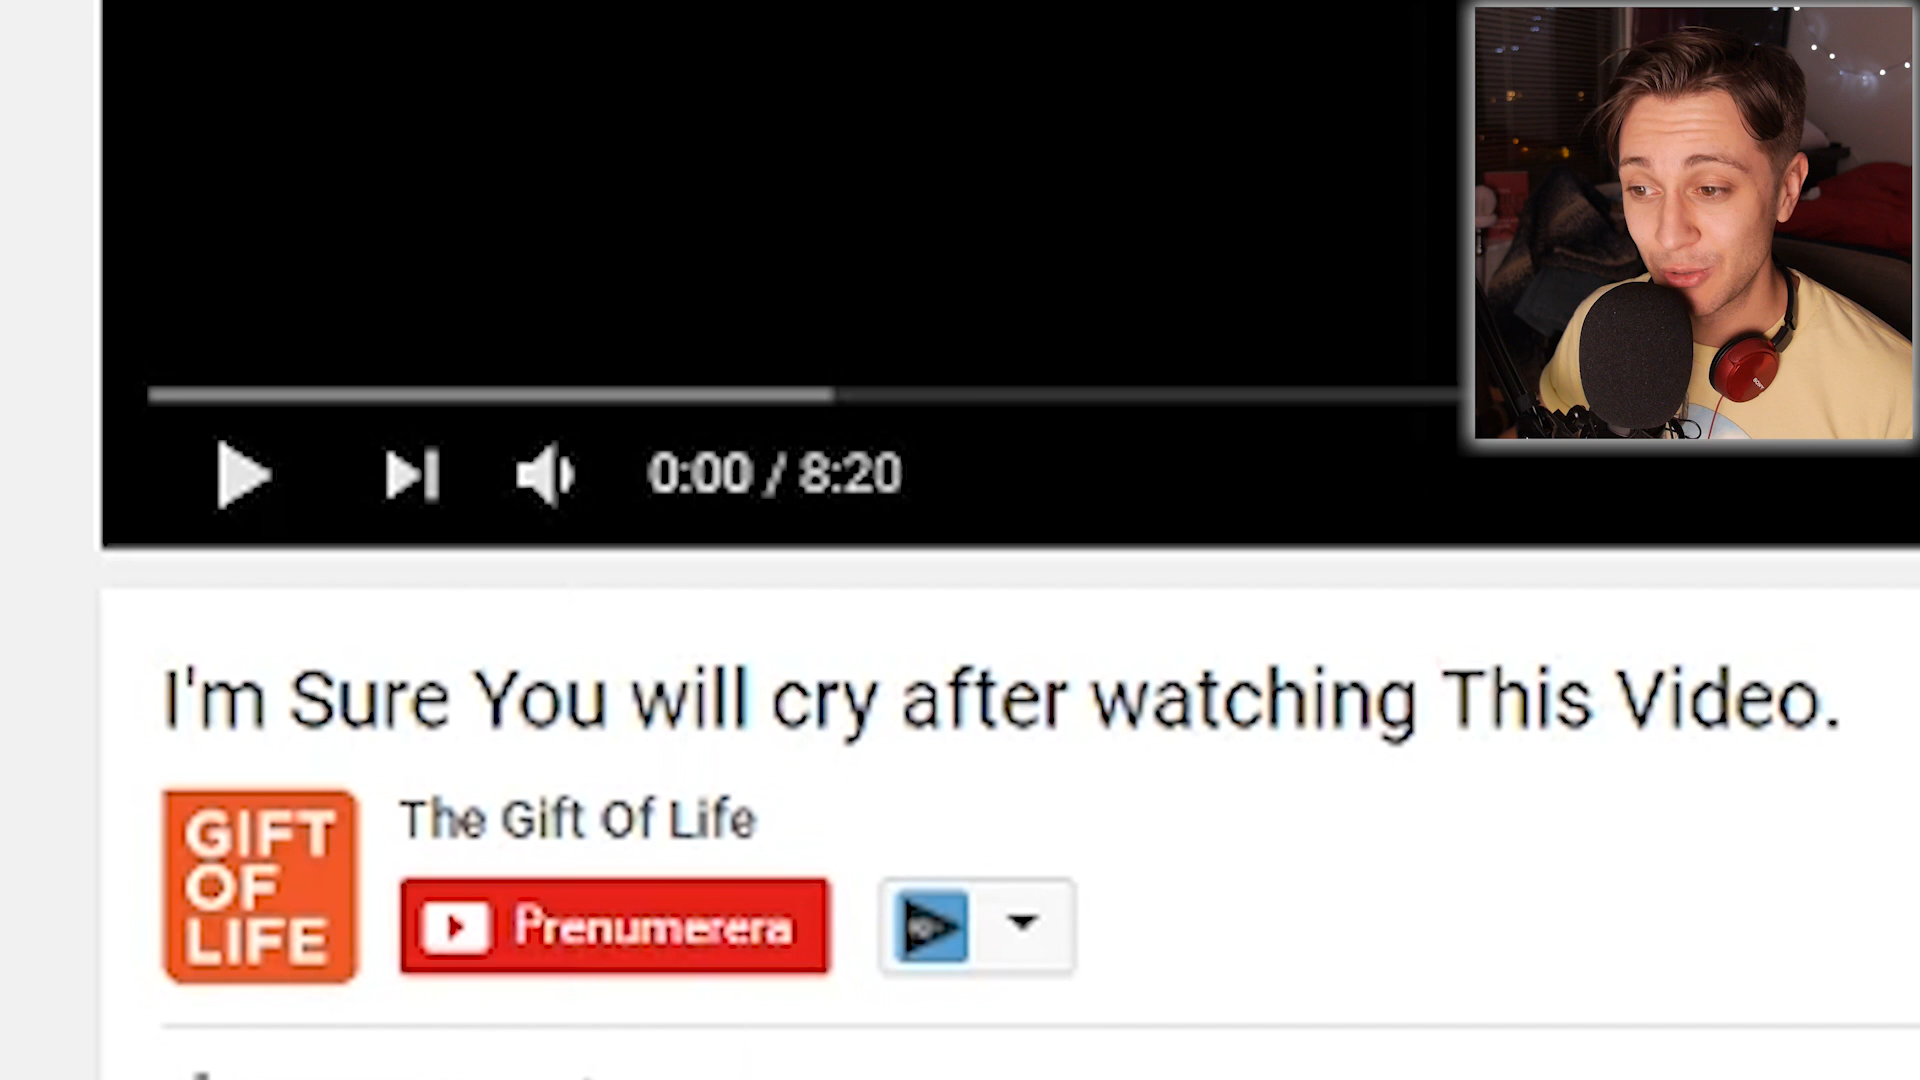 0:00 / 8:20
I'm Sure You will cry after watching This Video.
GIFT
OF
LIFE
The Gift Of Life
Prenumerera
SONY